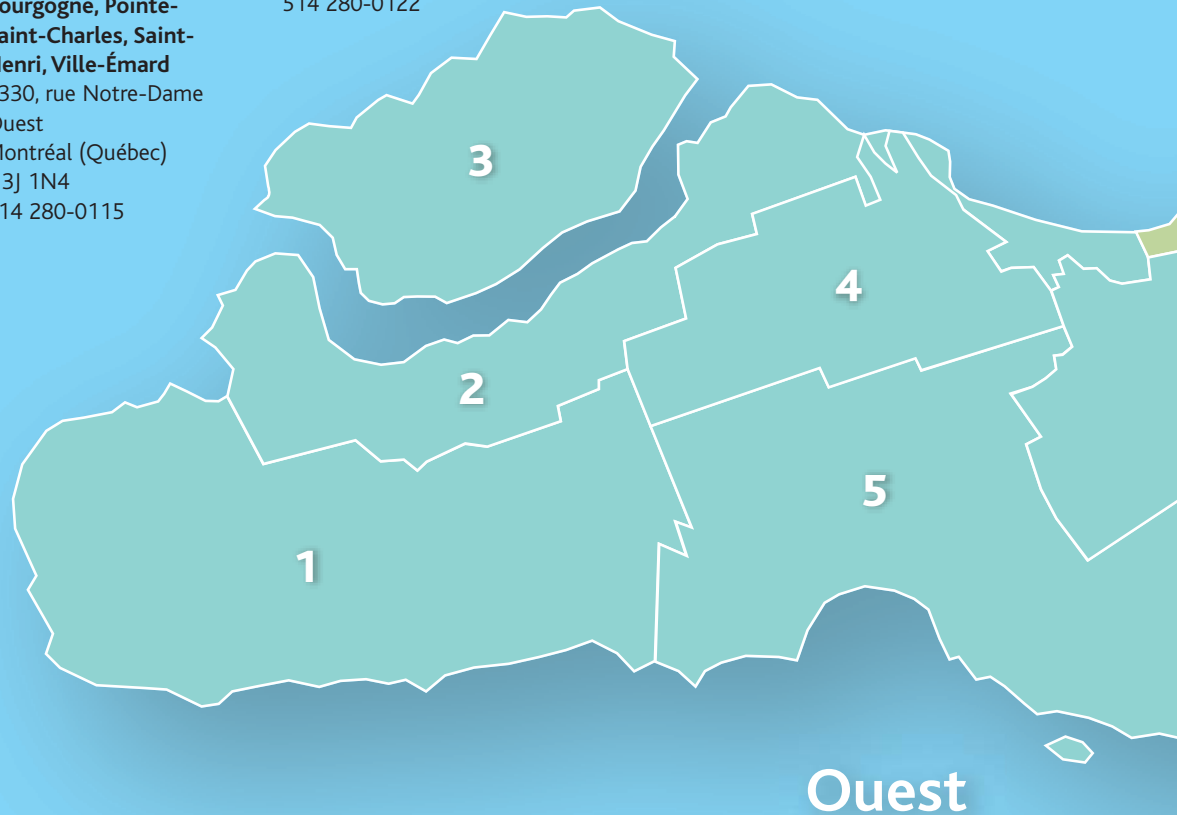 ourgogne, Pointe-
aint-Charles, Saint-
enri, Ville-Émard
330, rue Notre-Dame
Ouest
Montréal (Québec)
3J 1N4
14 280-0115
514 280-0122
3
4
2
5
1
Ouest